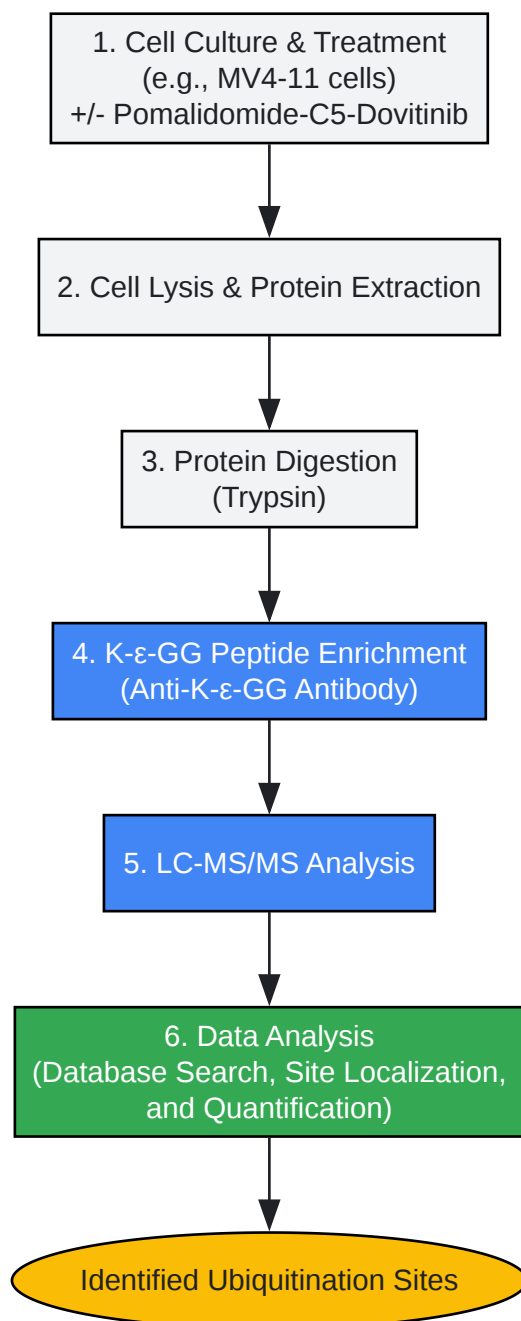 1. Cell Culture & Treatment
(e.g., MV4-11 cells)
+/- Pomalidomide-C5-Dovitinib
2. Cell Lysis & Protein Extraction
3. Protein Digestion
(Trypsin)
4. K-ε-GG Peptide Enrichment
(Anti-K-ε-GG Antibody)
5. LC-MS/MS Analysis
6. Data Analysis
(Database Search, Site Localization,
and Quantification)
Identified Ubiquitination Sites